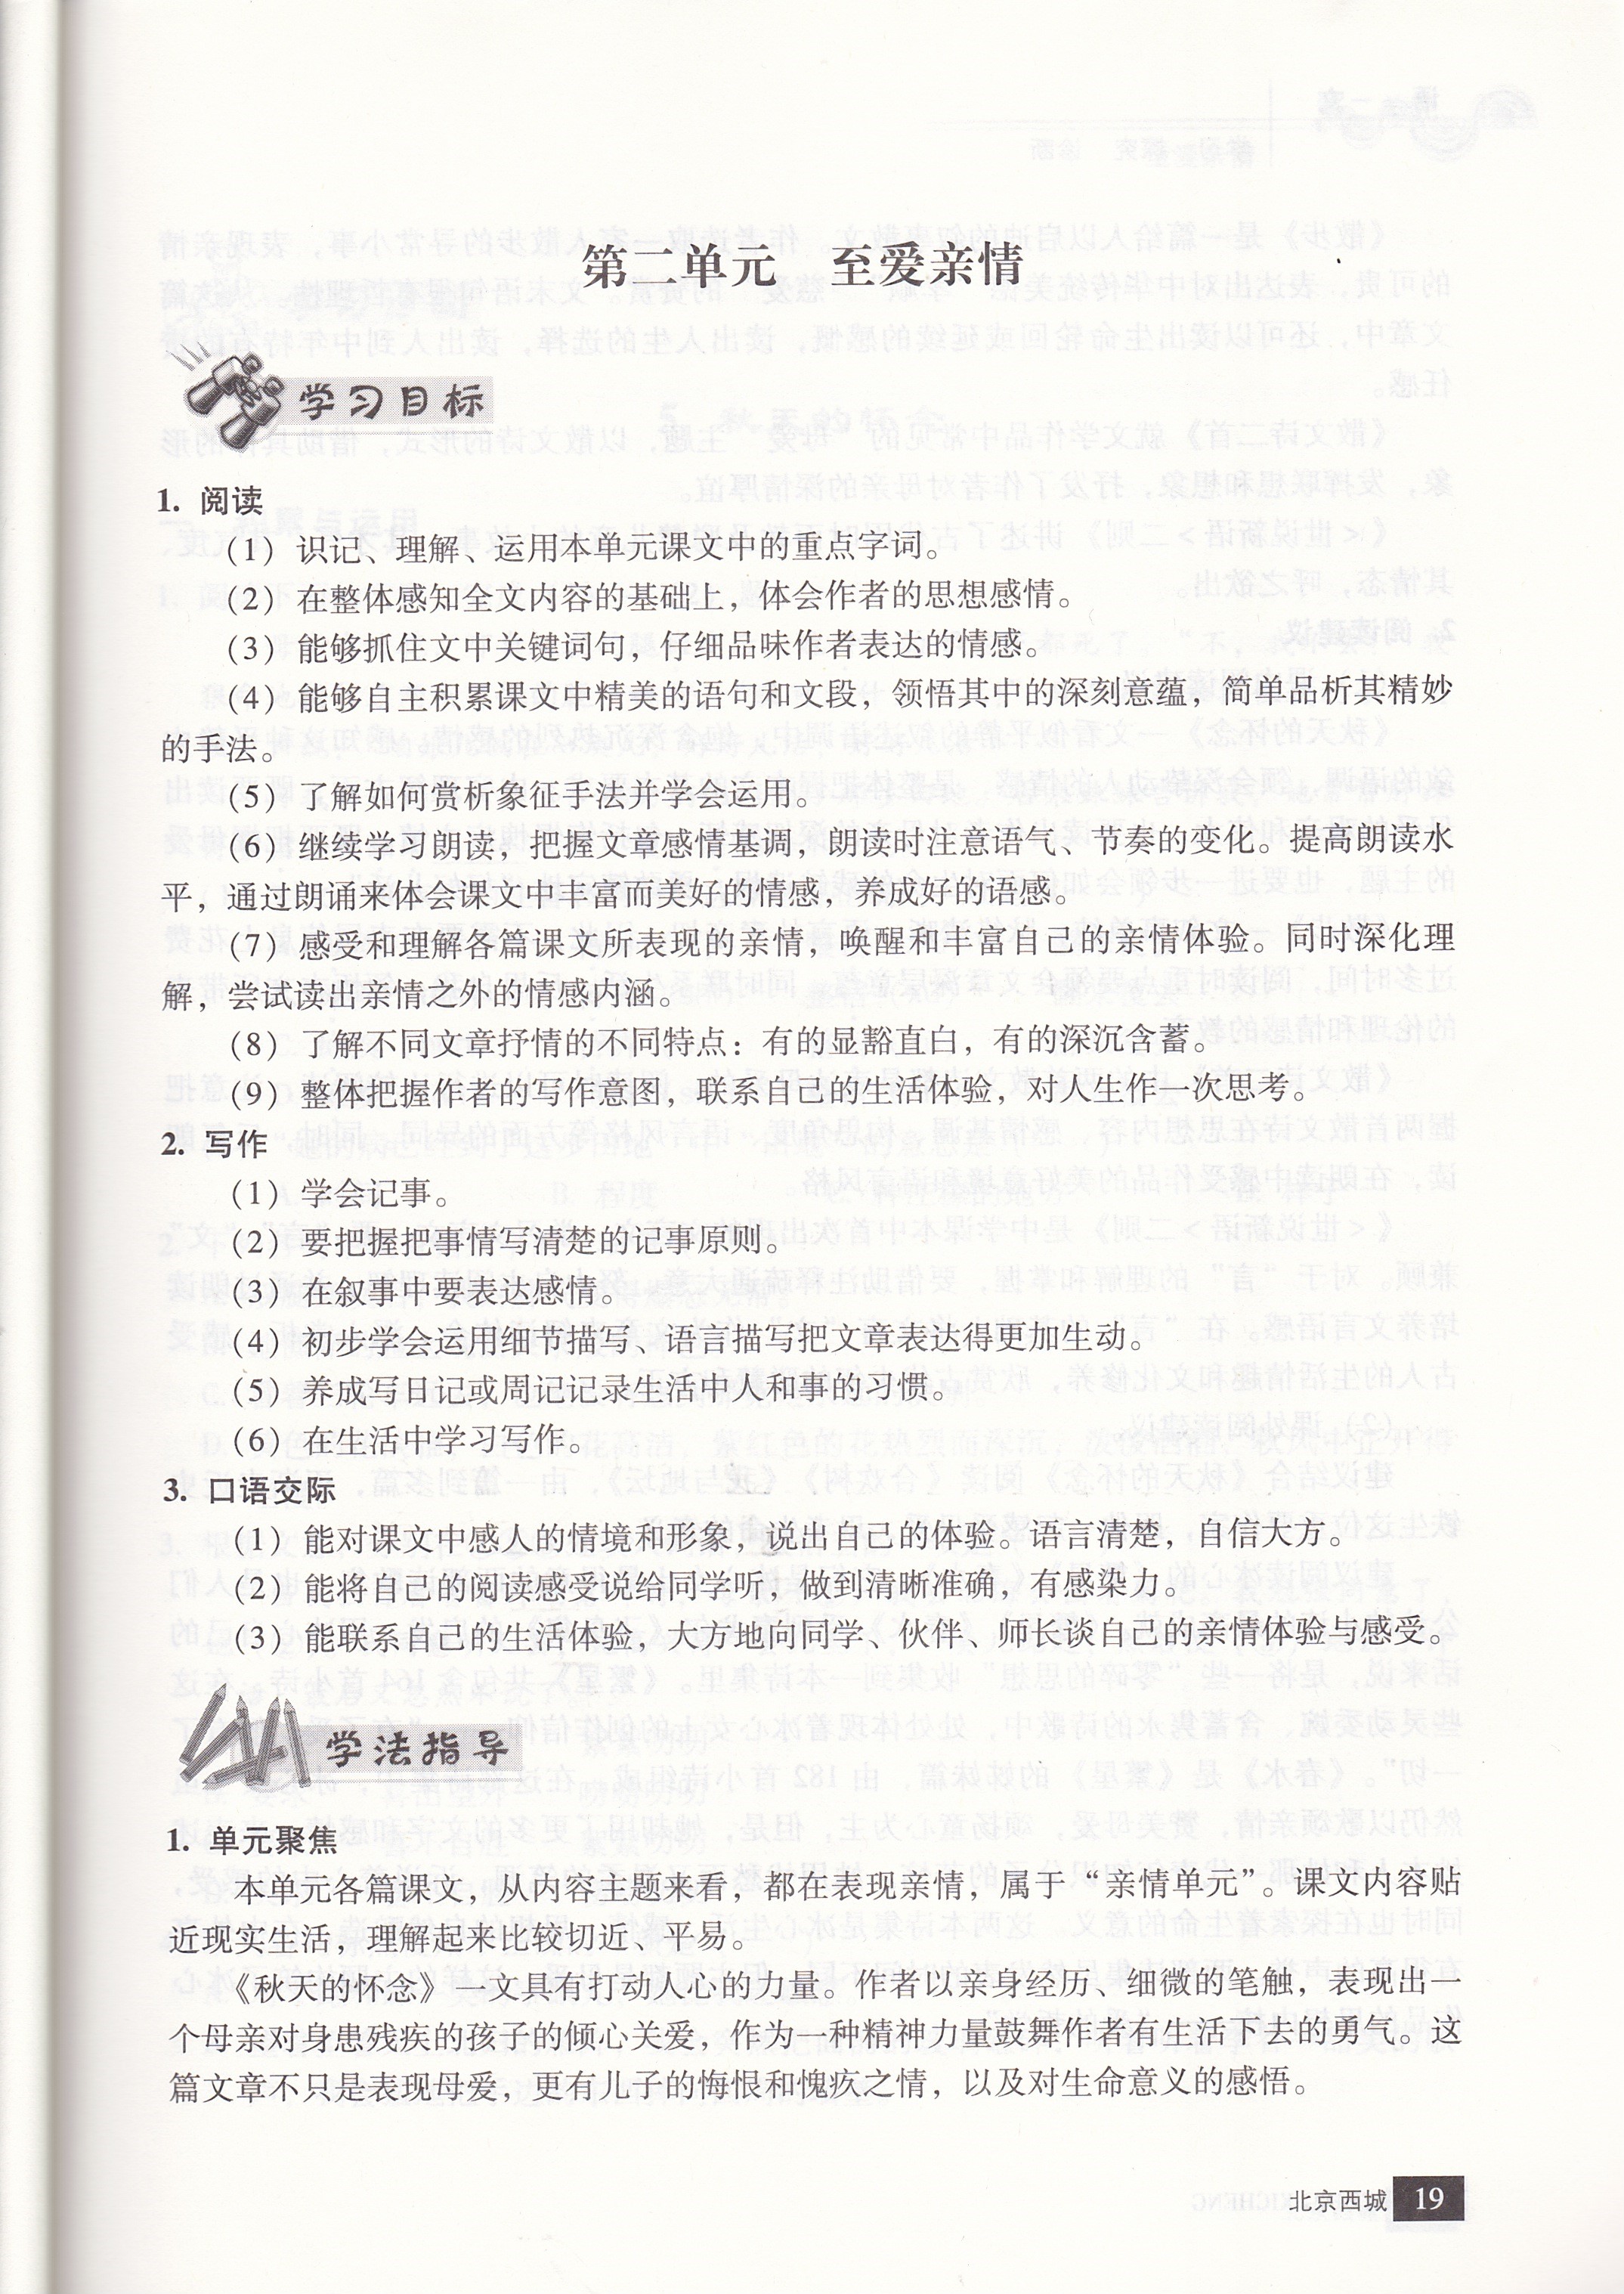 第二单元　至爱亲情
学习目标
1. 阅读
（1）识记、理解、运用本单元课文中的重点字词。
（2）在整体感知全文内容的基础上，体会作者的思想感情。
（3）能够抓住文中关键词句，仔细品味作者表达的情感。
（4）能够自主积累课文中精美的语句和文段，领悟其中的深刻意蕴，简单品析其精妙
的手法。
（5）了解如何赏析象征手法并学会运用。
（6）继续学习朗读，把握文章感情基调，朗读时注意语气、节奏的变化。提高朗读水
平，通过朗诵来体会课文中丰富而美好的情感，养成好的语感。
（7）感受和理解各篇课文所表现的亲情，唤醒和丰富自己的亲情体验。同时深化理
解，尝试读出亲情之外的情感内涵。
（8）了解不同文章抒情的不同特点：有的显豁直白，有的深沉含蓄。
（9）整体把握作者的写作意图，联系自己的生活体验，对人生作一次思考。
2. 写作
（1）学会记事。
（2）要把握把事情写清楚的记事原则。
（3）在叙事中要表达感情。
（4）初步学会运用细节描写、语言描写把文章表达得更加生动。
（5）养成写日记或周记记录生活中人和事的习惯。
（6）在生活中学习写作。
3. 口语交际
（1）能对课文中感人的情境和形象，说出自己的体验。语言清楚，自信大方。
（2）能将自己的阅读感受说给同学听，做到清晰准确，有感染力。
（3）能联系自己的生活体验，大方地向同学、伙伴、师长谈自己的亲情体验与感受。
学法指导
1. 单元聚焦
本单元各篇课文，从内容主题来看，都在表现亲情，属于“亲情单元”。课文内容贴
近现实生活，理解起来比较切近、平易。
《秋天的怀念》一文具有打动人心的力量。作者以亲身经历、细微的笔触，表现出一
个母亲对身患残疾的孩子的倾心关爱，作为一种精神力量鼓舞作者有生活下去的勇气。这
篇文章不只是表现母爱，更有儿子的悔恨和愧疚之情，以及对生命意义的感悟。
北京西城 19